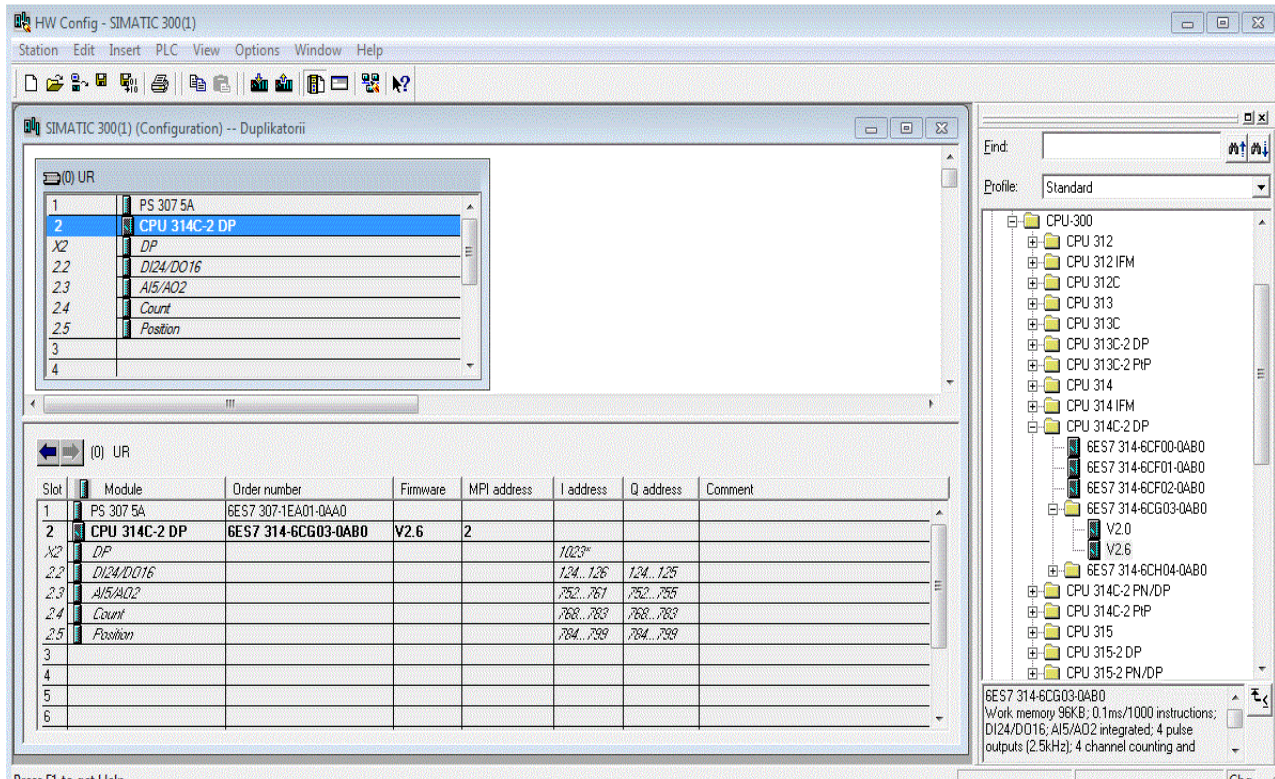 HW Config - SIMATIC 300(1)
Station Edit Insert PLC View Options Window Help
SIMATIC 300(1) (Configuration) -- Duplikatorii
(0) UR
1 PS 307 5A
2 CPU 314C-2 DP
X2 DP
2.2 DI24/DO16
2.3 AI5/AO2
2.4 Count
2.5 Position
3
4
(0) UR
Slot Module Order number Firmware MPI address I address Q address Comment
1 PS 307 5A 6ES7 307-1EA01-0AA0
2 CPU 314C-2 DP 6ES7 314-6CG03-0AB0 V2.6 2
X2 DP 1023*
2.2 DI24/DO16 124...126 124...125
2.3 AI5/AO2 752...761 752...755
2.4 Count 768...783 768...783
2.5 Position 784...799 784...799
3
4
5
6
Find:
Profile: Standard
CPU-300
CPU 312
CPU 312 IFM
CPU 312C
CPU 313
CPU 313C
CPU 313C-2 DP
CPU 313C-2 PtP
CPU 314
CPU 314 IFM
CPU 314C-2 DP
6ES7 314-6CF00-0AB0
6ES7 314-6CF01-0AB0
6ES7 314-6CF02-0AB0
6ES7 314-6CG03-0AB0
V2.0
V2.6
6ES7 314-6CH04-0AB0
CPU 314C-2 PN/DP
CPU 314C-2 PtP
CPU 315
CPU 315-2 DP
CPU 315-2 PN/DP
6ES7 314-6CG03-0AB0
Work memory 96KB; 0.1ms/1000 instructions;
DI24/DO16; AI5/AO2 integrated; 4 pulse
outputs (2.5kHz); 4 channel counting and
Press F1 to get Help
Chg